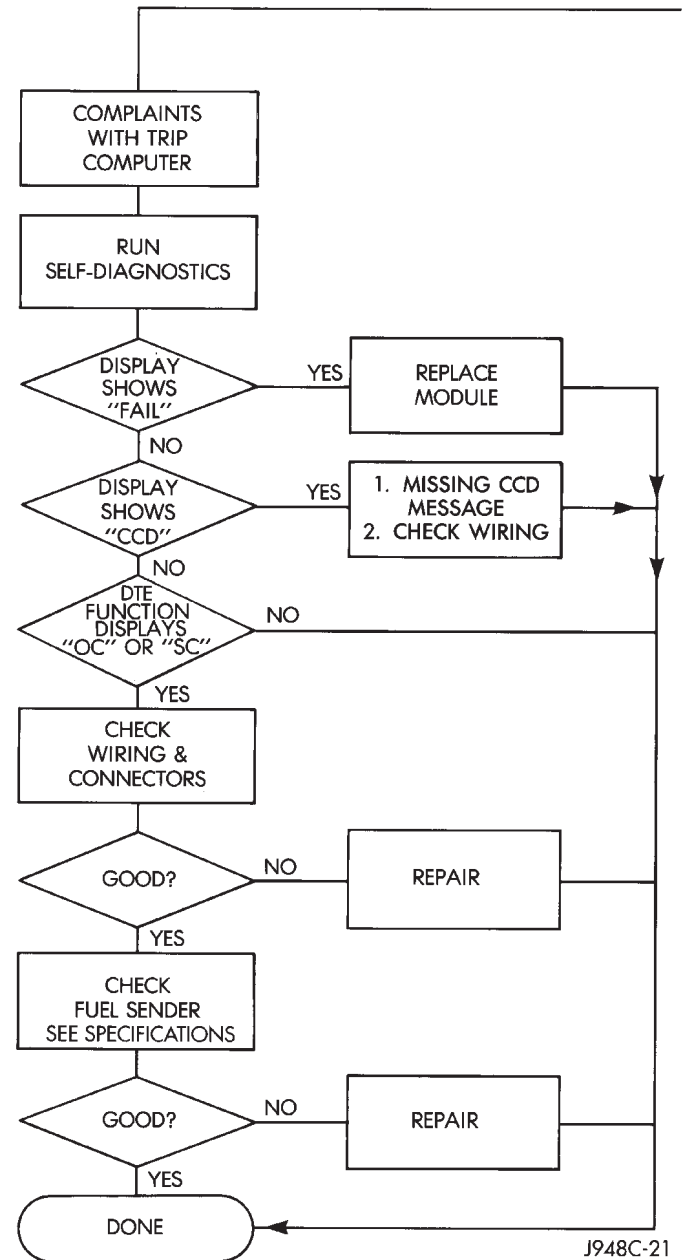 COMPLAINTS
WITH TRIP
COMPUTER
RUN
SELF-DIAGNOSTICS
DISPLAY
SHOWS
"FAIL"
YES
REPLACE
MODULE
NO
DISPLAY
SHOWS
"CCD"
YES
1. MISSING CCD
MESSAGE
2. CHECK WIRING
NO
DTE
FUNCTION
DISPLAYS
"OC" OR "SC"
NO
YES
CHECK
WIRING &
CONNECTORS
GOOD?
NO
REPAIR
YES
CHECK
FUEL SENDER
SEE SPECIFICATIONS
GOOD?
NO
REPAIR
YES
DONE
J948C-21